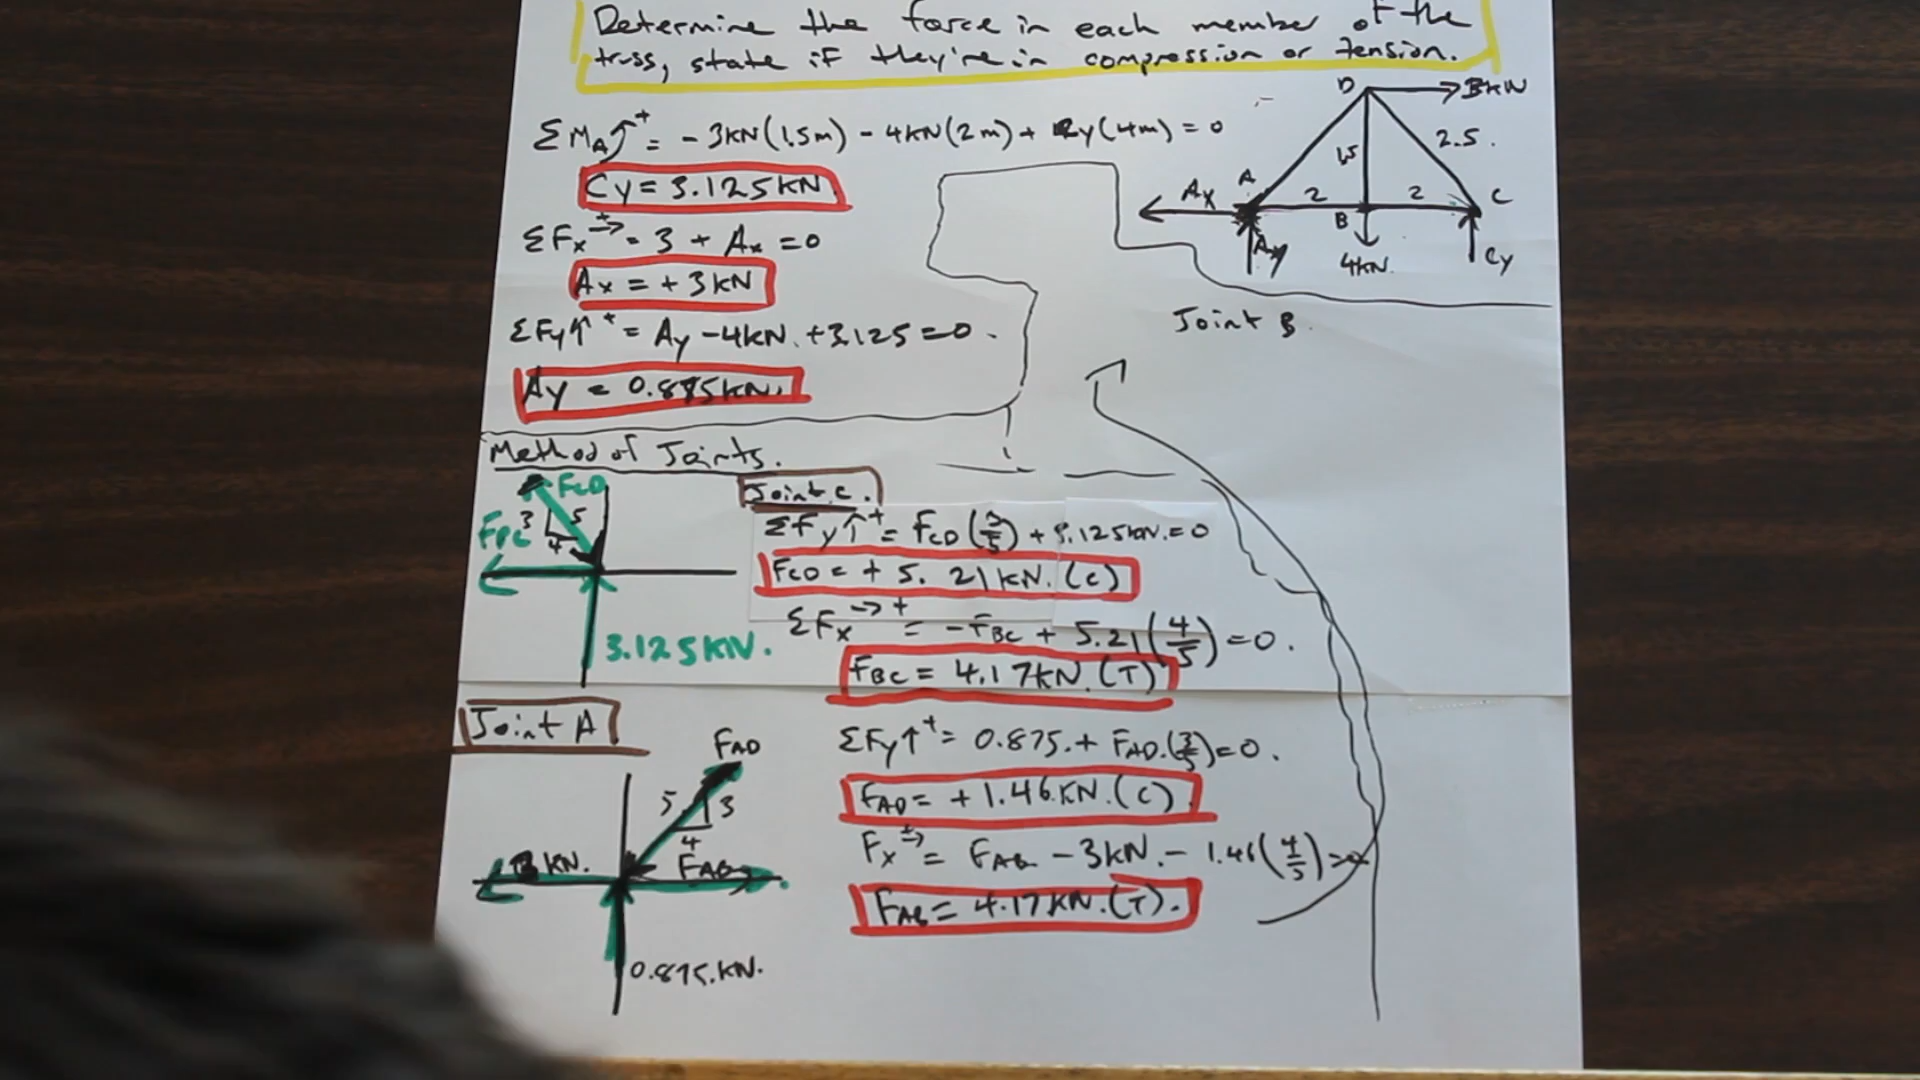 Determine the force in each member of the
truss, state if they're in compression or tension.
ΣMA+ = -3KN(1.5m) - 4KN(2m) + Cy(4m) = 0
Cy = 3.125KN.
ΣFx→+ = 3 + Ax = 0
Ax = +3KN
ΣFy↑+ = Ay - 4KN. + 3.125 = 0.
Ay = 0.875KN.
D
3KN
1.5
2.5.
Ax
A
2
B
2
C
Ay
4KN.
Cy
Joint B.
Method of Joints.
FCD
3
5
4
FBC
3.125KN.
Joint C.
ΣFy↑+ = FCD(3/5) + 3.125KN. = 0
FCD = + 5.21KN. (C)
ΣFx→+ = -FBC + 5.21(4/5) = 0.
FBC = 4.17KN. (T)
Joint A
FAD
5
3
4
3 KN.
FAB
0.875.KN.
ΣFy↑+ = 0.875. + FAD.(3/5) = 0.
FAD = + 1.46.KN. (C)
Fx→+ = FAB - 3KN. - 1.46(4/5) = 0
FAB = 4.17KN. (T).